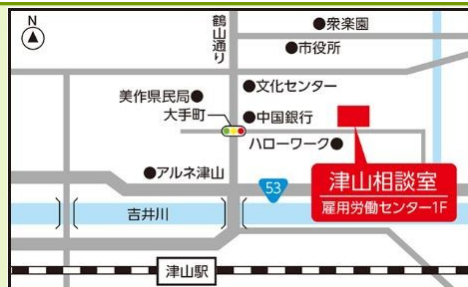 N
鶴山通り
●衆楽園
●市役所
●文化センター
美作県民局●
大手町
●中国銀行
ハローワーク●
●アルネ津山
53
津山相談室
雇用労働センター1F
吉井川
津山駅